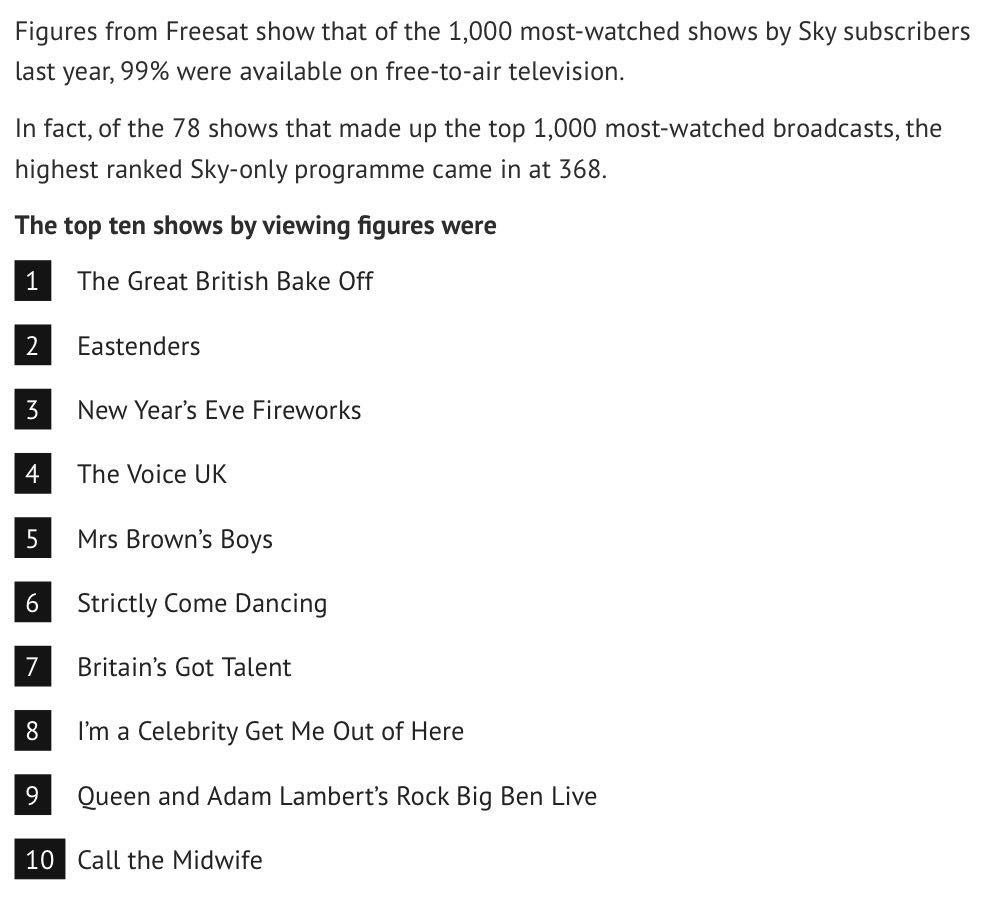 Figures from Freesat show that of the 1,000 most-watched shows by Sky subscribers
last year, 99% were available on free-to-air television.
In fact, of the 78 shows that made up the top 1,000 most-watched broadcasts, the
highest ranked Sky-only programme came in at 368.
The top ten shows by viewing figures were
1 The Great British Bake Off
2 Eastenders
3 New Year’s Eve Fireworks
4 The Voice UK
5 Mrs Brown’s Boys
6 Strictly Come Dancing
7 Britain’s Got Talent
8 I’m a Celebrity Get Me Out of Here
9 Queen and Adam Lambert’s Rock Big Ben Live
10 Call the Midwife